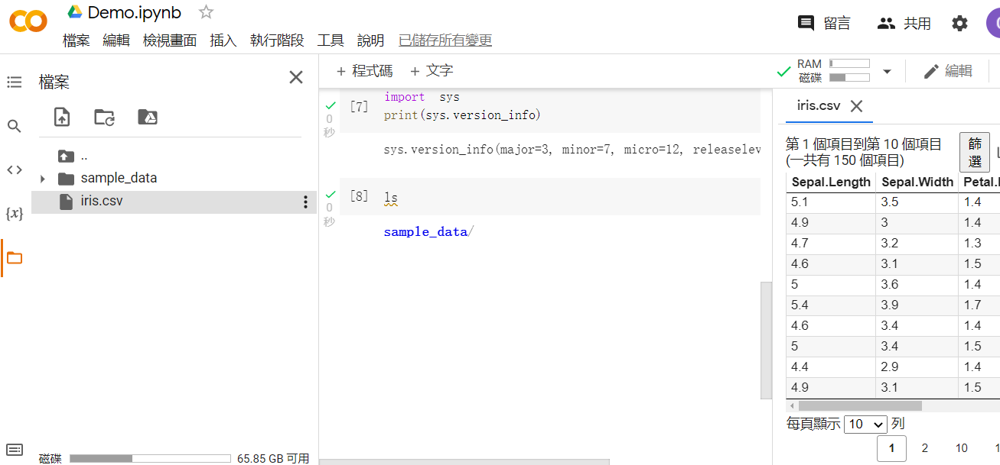 Demo.ipynb
檔案 編輯 檢視畫面 插入 執行階段 工具 說明 已儲存所有變更
留言 共用
檔案
..
sample_data
iris.csv
{x}
磁碟 65.85 GB 可用
+ 程式碼 + 文字
RAM
磁碟
編輯
0
秒
[7]
import sys
print(sys.version_info)
sys.version_info(major=3, minor=7, micro=12, releaselev
0
秒
[8]
ls
sample_data/
iris.csv
第 1 個項目到第 10 個項目
(一共有 150 個項目)
篩
選
Sepal.Length Sepal.Width Petal.
5.1 3.5 1.4
4.9 3 1.4
4.7 3.2 1.3
4.6 3.1 1.5
5 3.6 1.4
5.4 3.9 1.7
4.6 3.4 1.4
5 3.4 1.5
4.4 2.9 1.4
4.9 3.1 1.5
每頁顯示 10 列
1 2 10